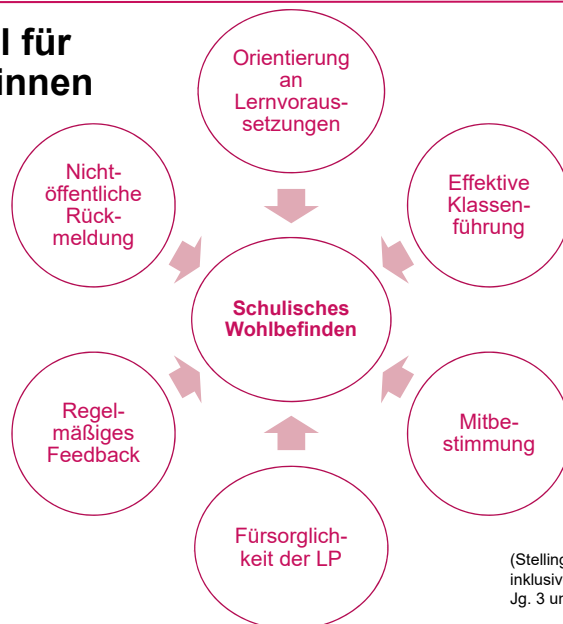 l für
innen
Orientierung
an
Lernvoraus-
setzungen
Nicht-
öffentliche
Rück-
meldung
Effektive
Klassen-
führung
Schulisches
Wohlbefinden
Regel-
mäßiges
Feedback
Mitbe-
stimmung
Fürsorglich-
keit der LP
(Stelling
inklusiv
Jg. 3 ur